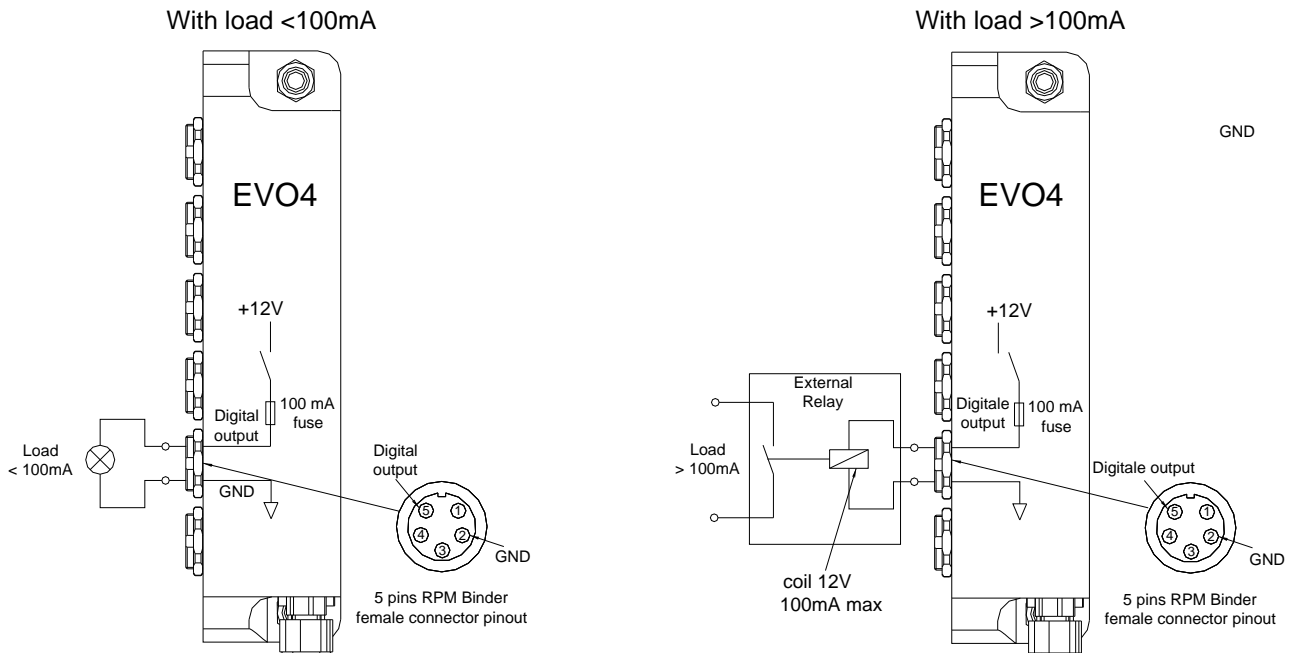 With load <100mA
EVO4
+12V
100 mA
fuse
Digital
output
Load
< 100mA
GND
Digital
output
5
1
4
2
3
GND
5 pins RPM Binder
female connector pinout
With load >100mA
GND
EVO4
+12V
External
Relay
Digitale
output
100 mA
fuse
Load
> 100mA
Digitale output
5
1
4
2
3
GND
coil 12V
100mA max
5 pins RPM Binder
female connector pinout